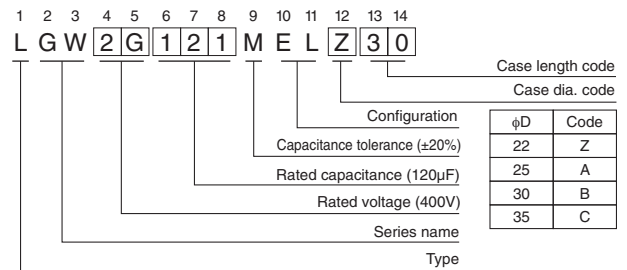 1 2 3 4 5 6 7 8 9 10 11 12 13 14
L G W 2 G 1 2 1 M E L Z 3 0
Case length code
Case dia. code
Configuration
Capacitance tolerance (±20%)
Rated capacitance (120µF)
Rated voltage (400V)
Series name
Type
ϕD Code
22 Z
25 A
30 B
35 C